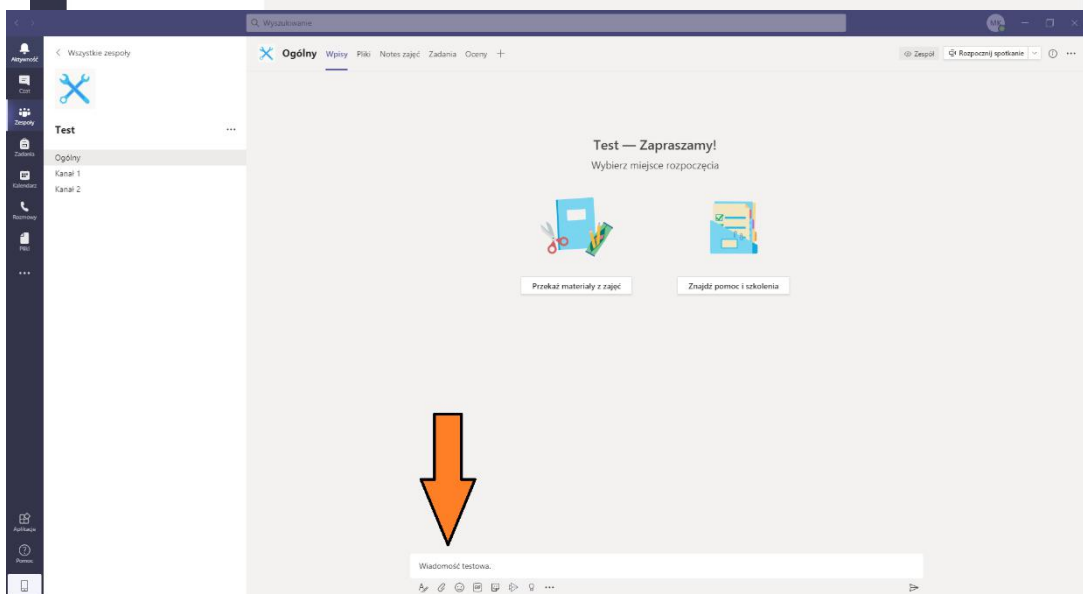 Wyszukiwanie
MK
Aktywność
Czat
Zespoły
Zadania
Kalendarz
Rozmowy
Pliki
Aplikacje
Pomoc
Wszystkie zespoły
Test
Ogólny
Kanał 1
Kanał 2
Ogólny Wpisy Pliki Notes zajęć Zadania Oceny
Zespół Rozpocznij spotkanie
Test — Zapraszamy!
Wybierz miejsce rozpoczęcia
Przekaż materiały z zajęć
Znajdź pomoc i szkolenia
Wiadomość testowa.